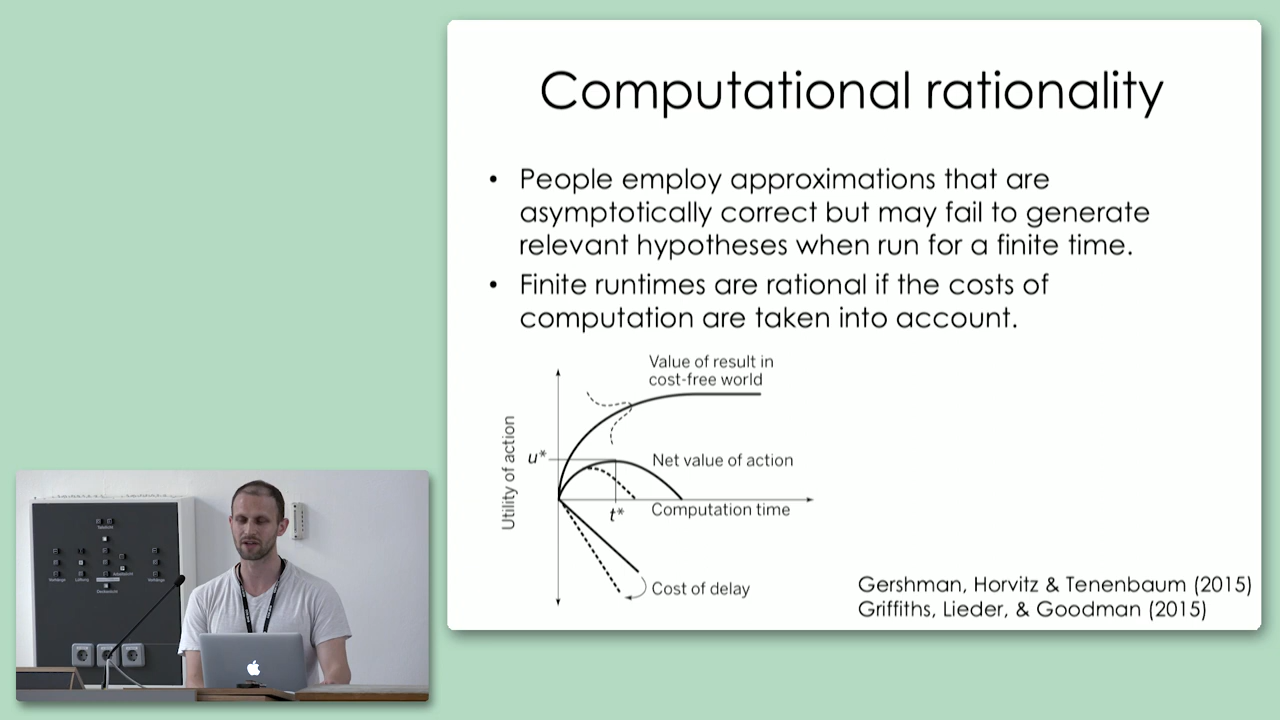 Computational rationality
• People employ approximations that are
asymptotically correct but may fail to generate
relevant hypotheses when run for a finite time.
• Finite runtimes are rational if the costs of
computation are taken into account.
Value of result in
cost-free world
Utility of action
u*
Net value of action
t*
Computation time
Cost of delay
Gershman, Horvitz & Tenenbaum (2015)
Griffiths, Lieder, & Goodman (2015)